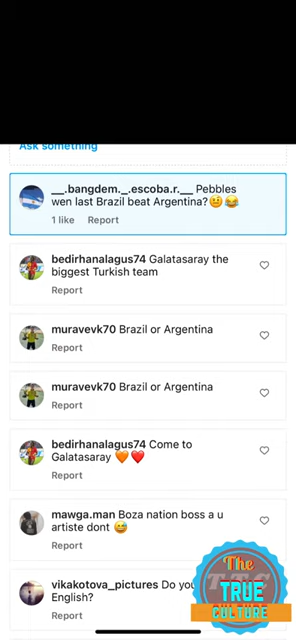 Ask something
__.bangdem._.escoba.r.__ Pebbles
wen last Brazil beat Argentina?🤨😂
1 like Report
bedirhanalagus74 Galatasaray the
biggest Turkish team
Report
muravevk70 Brazil or Argentina
Report
muravevk70 Brazil or Argentina
Report
bedirhanalagus74 Come to
Galatasaray 🧡❤️
Report
mawga.man Boza nation boss a u
artiste dont 😅
Report
vikakotova_pictures Do you
English?
Report
The
TRUE
CULTURE